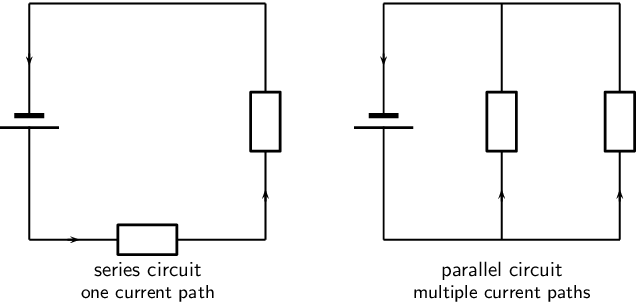 series circuit
one current path
parallel circuit
multiple current paths